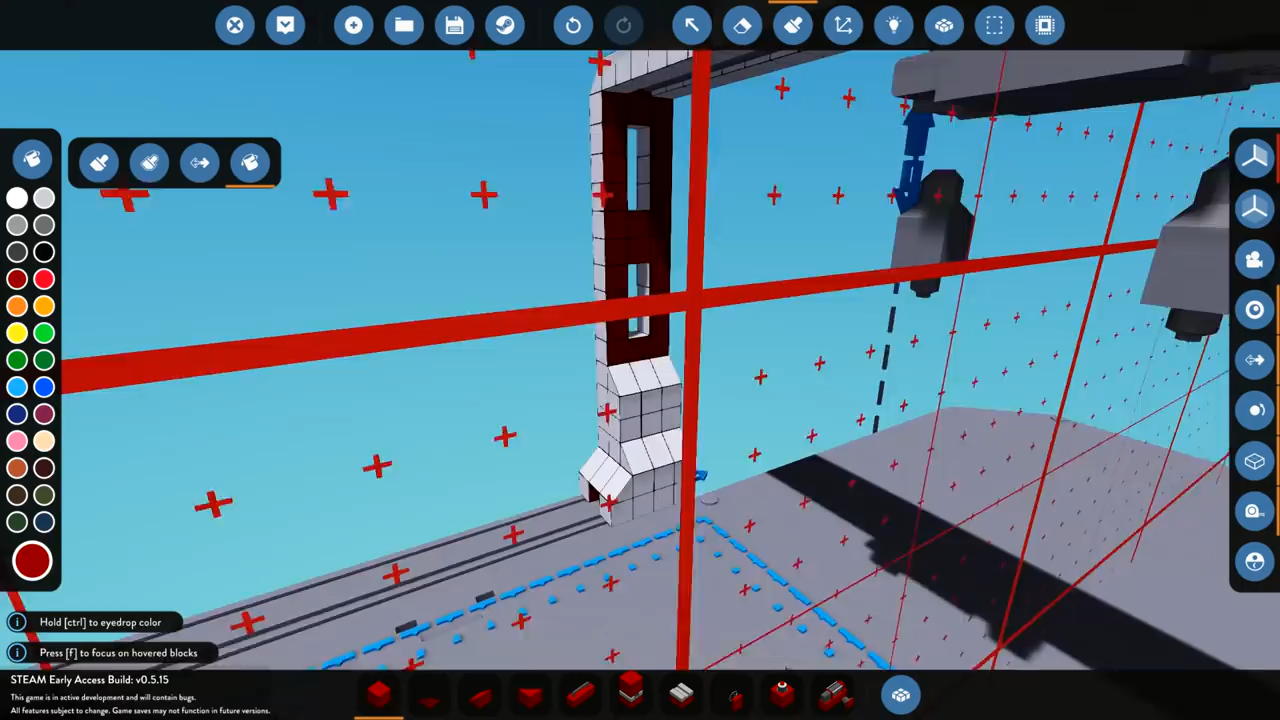 Hold [ctrl] to eyedrop color
Press [f] to focus on hovered blocks
STEAM Early Access Build: v0.5.15
This game is in active development and will contain bugs.
All features subject to change. Game saves may not function in future versions.